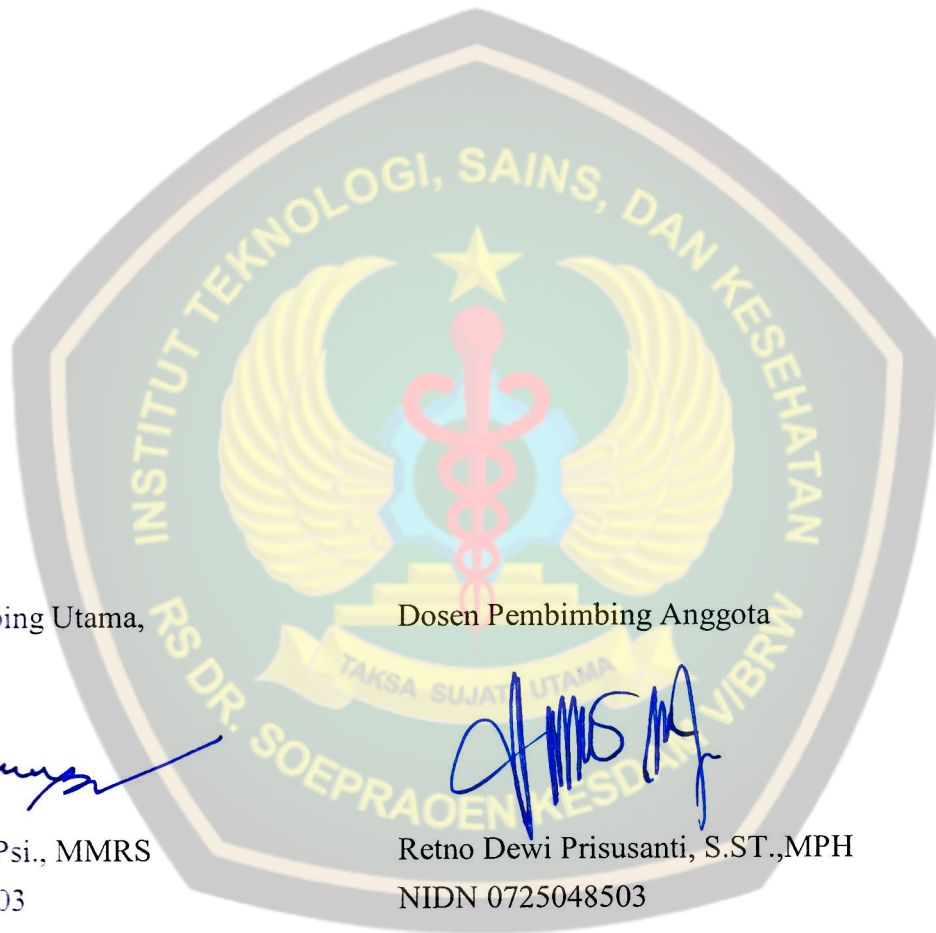 INSTITUT TEKNOLOGI, SAINS, DAN KESEHATAN
RS DR. SOEPRAOEN KESDAM V/BRW
TAKSA SUJATI UTAMA
bing Utama,
Dosen Pembimbing Anggota
Psi., MMRS
Retno Dewi Prisusanti, S.ST.,MPH
03
NIDN 0725048503